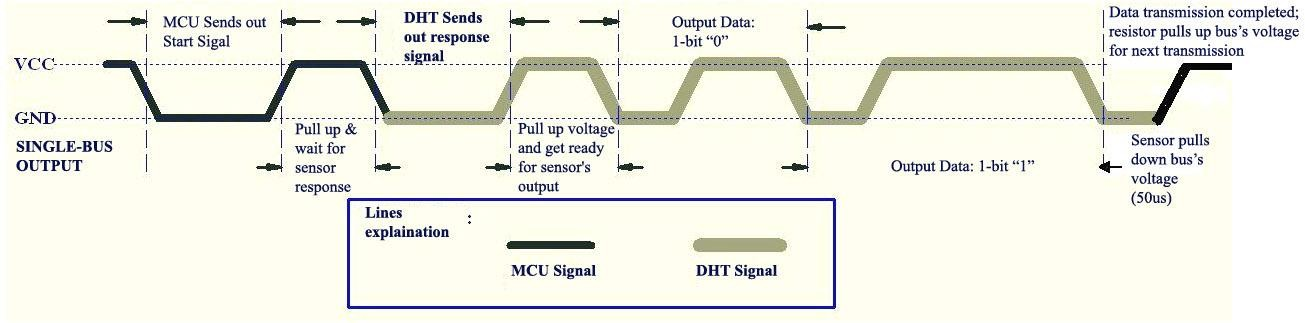 MCU Sends out
Start Sigal
DHT Sends
out response
signal
Output Data:
1-bit “0”
Data transmission completed;
resistor pulls up bus’s voltage
for next transmission
VCC
GND
SINGLE-BUS
OUTPUT
Pull up &
wait for
sensor
response
Pull up voltage
and get ready
for sensor's
output
Output Data: 1-bit “1”
Sensor pulls
down bus’s
voltage
(50us)
Lines
explaination :
MCU Signal
DHT Signal